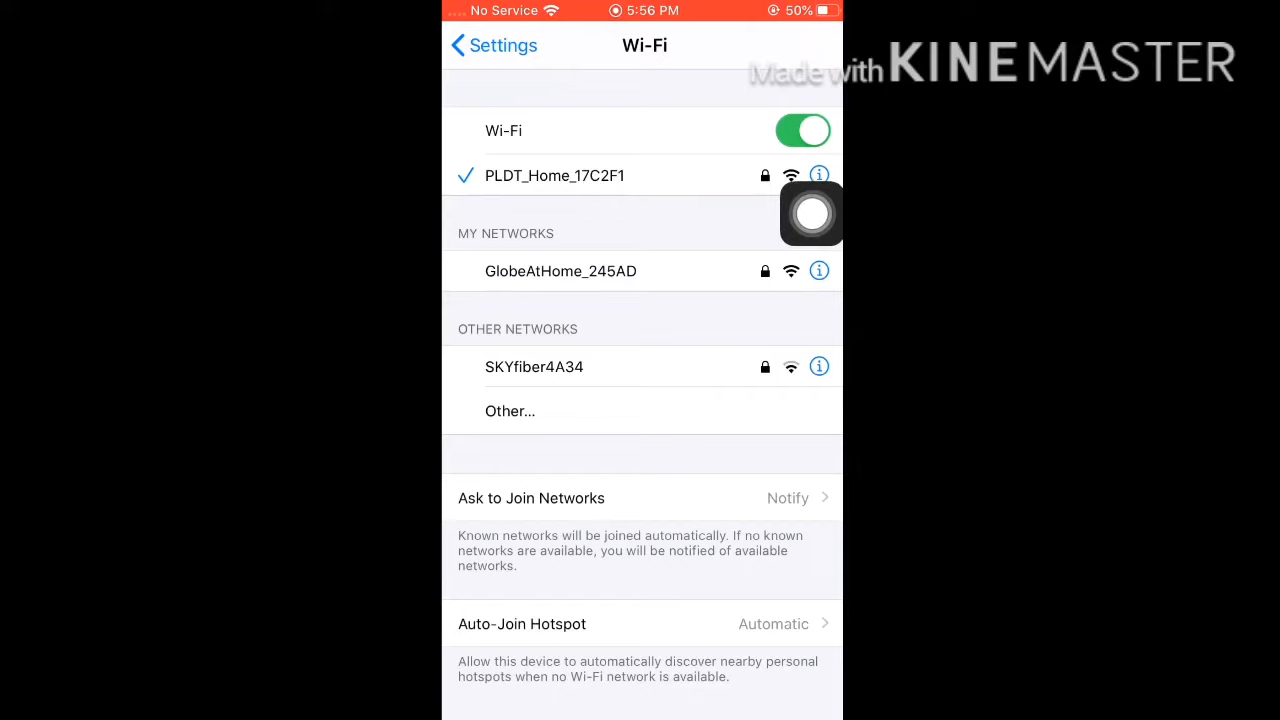 No Service 5:56 PM 50%
Settings Wi-Fi
Made with KINEMASTER
Wi-Fi
PLDT_Home_17C2F1
MY NETWORKS
GlobeAtHome_245AD
OTHER NETWORKS
SKYfiber4A34
Other...
Ask to Join Networks Notify
Known networks will be joined automatically. If no known
networks are available, you will be notified of available
networks.
Auto-Join Hotspot Automatic
Allow this device to automatically discover nearby personal
hotspots when no Wi-Fi network is available.